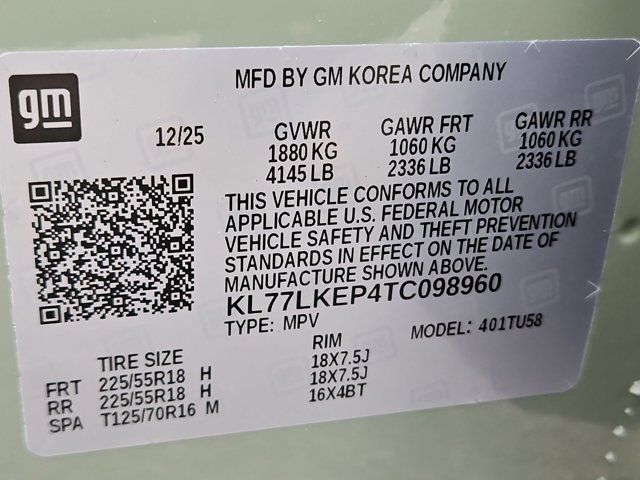 gm
MFD BY GM KOREA COMPANY
12/25 GVWR GAWR FRT GAWR RR
1880 KG 1060 KG 1060 KG
4145 LB 2336 LB 2336 LB
THIS VEHICLE CONFORMS TO ALL
APPLICABLE U.S. FEDERAL MOTOR
VEHICLE SAFETY AND THEFT PREVENTION
STANDARDS IN EFFECT ON THE DATE OF
MANUFACTURE SHOWN ABOVE.
KL77LKEP4TC098960
TYPE: MPV MODEL: 401TU58
TIRE SIZE RIM
FRT 225/55R18 H 18X7.5J
RR 225/55R18 H 18X7.5J
SPA T125/70R16 M 16X4BT